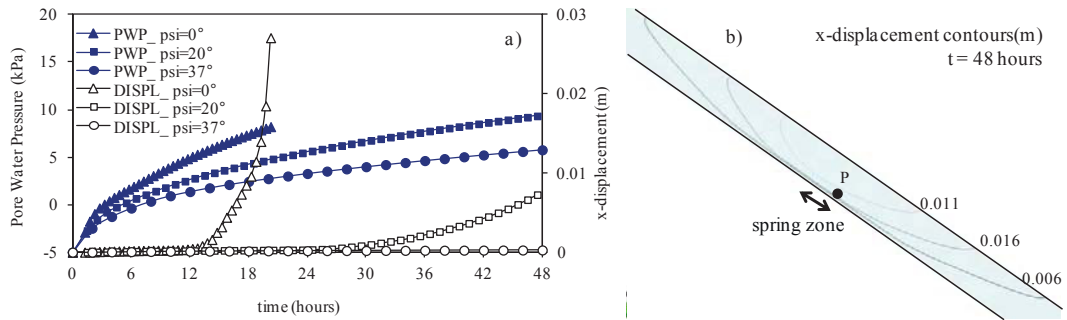 20
15
10
5
0
-5
Pore Water Pressure (kPa)
PWP_ psi=0°
PWP_ psi=20°
PWP_ psi=37°
DISPL_ psi=0°
DISPL_ psi=20°
DISPL_ psi=37°
a)
0.03
0.02
0.01
0
x-displacement (m)
0 6 12 18 24 30 36 42 48
time (hours)
b)
x-displacement contours(m)
t = 48 hours
P
spring zone
0.011
0.016
0.006